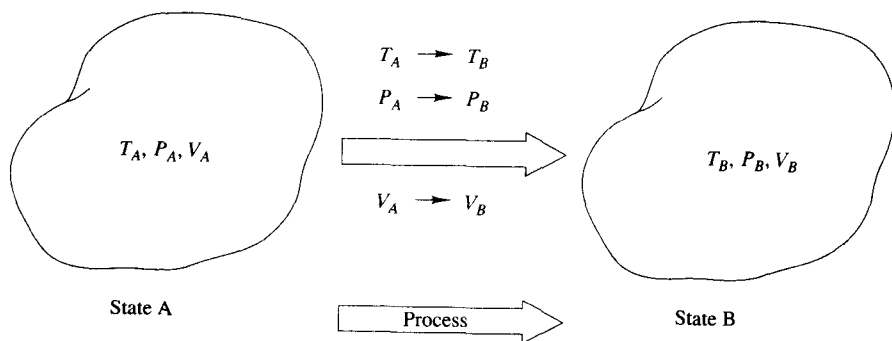 T_A → T_B
P_A → P_B
T_A, P_A, V_A
T_B, P_B, V_B
V_A → V_B
State A
Process
State B